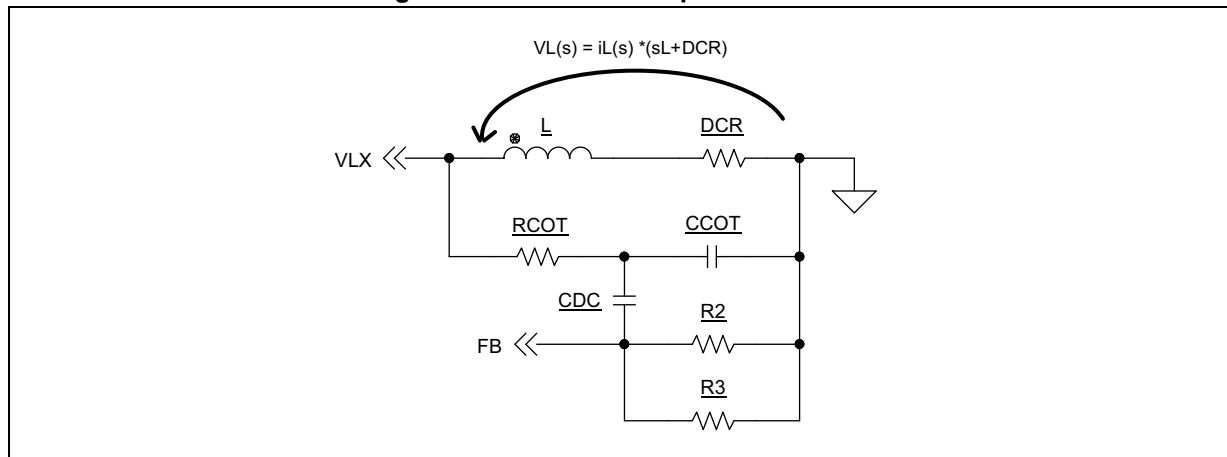 VL(s) = iL(s) *(sL+DCR)
L
DCR
VLX
RCOT
CCOT
CDC
R2
FB
R3